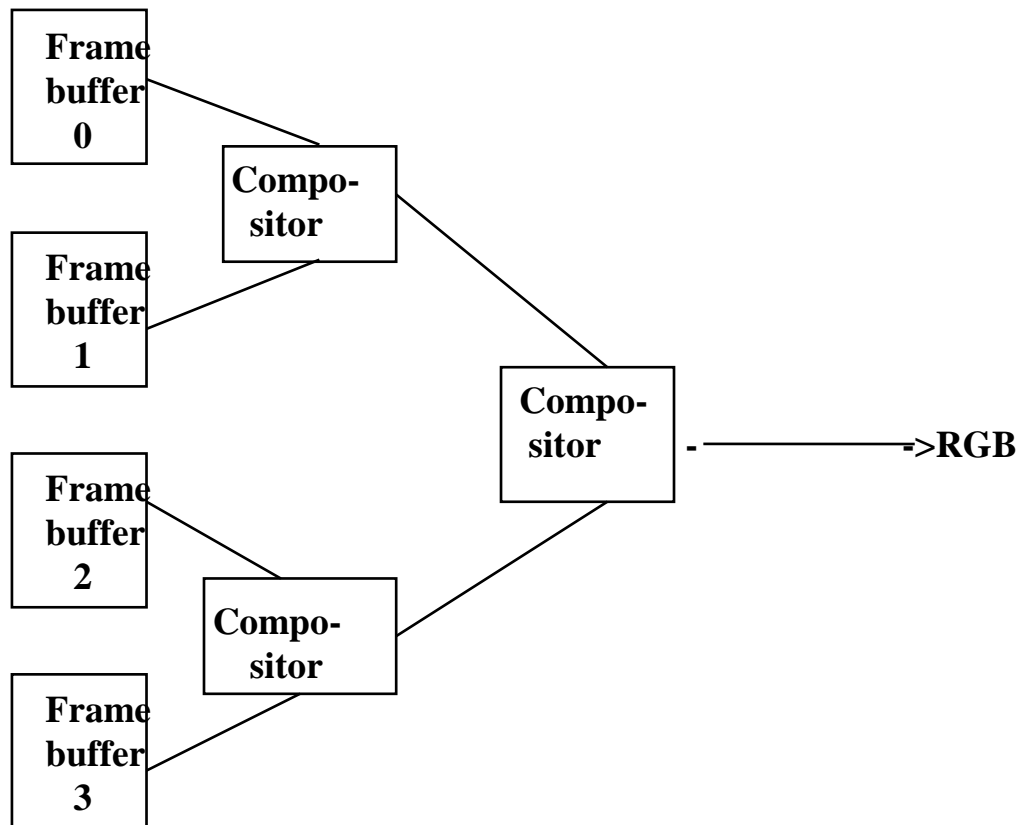 Frame
buffer
0
Compo-
sitor
Frame
buffer
1
Compo-
sitor
- ->RGB
Frame
buffer
2
Compo-
sitor
Frame
buffer
3